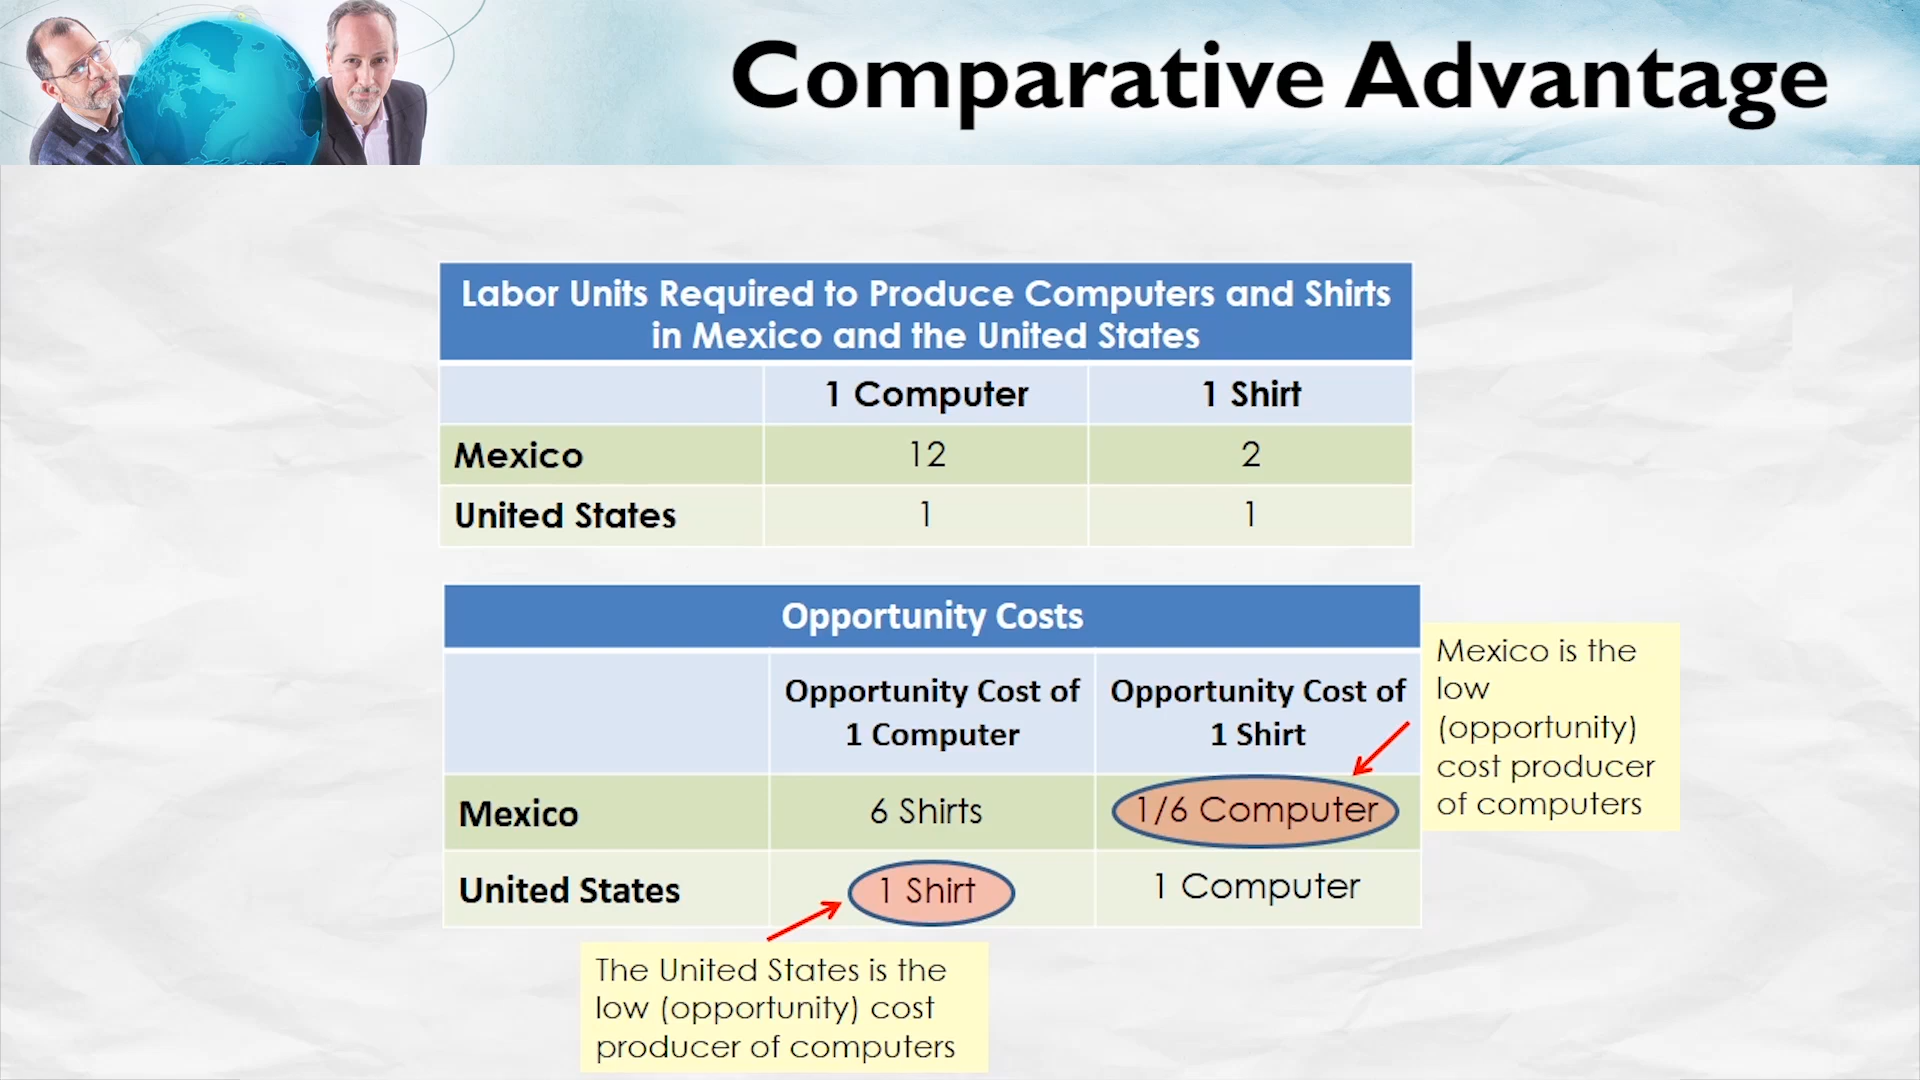 Comparative Advantage
Labor Units Required to Produce Computers and Shirts
in Mexico and the United States
1 Computer 1 Shirt
Mexico 12 2
United States 1 1
Opportunity Costs
Opportunity Cost of
1 Computer
Opportunity Cost of
1 Shirt
Mexico 6 Shirts 1/6 Computer
United States 1 Shirt 1 Computer
Mexico is the
low
(opportunity)
cost producer
of computers
The United States is the
low (opportunity) cost
producer of computers